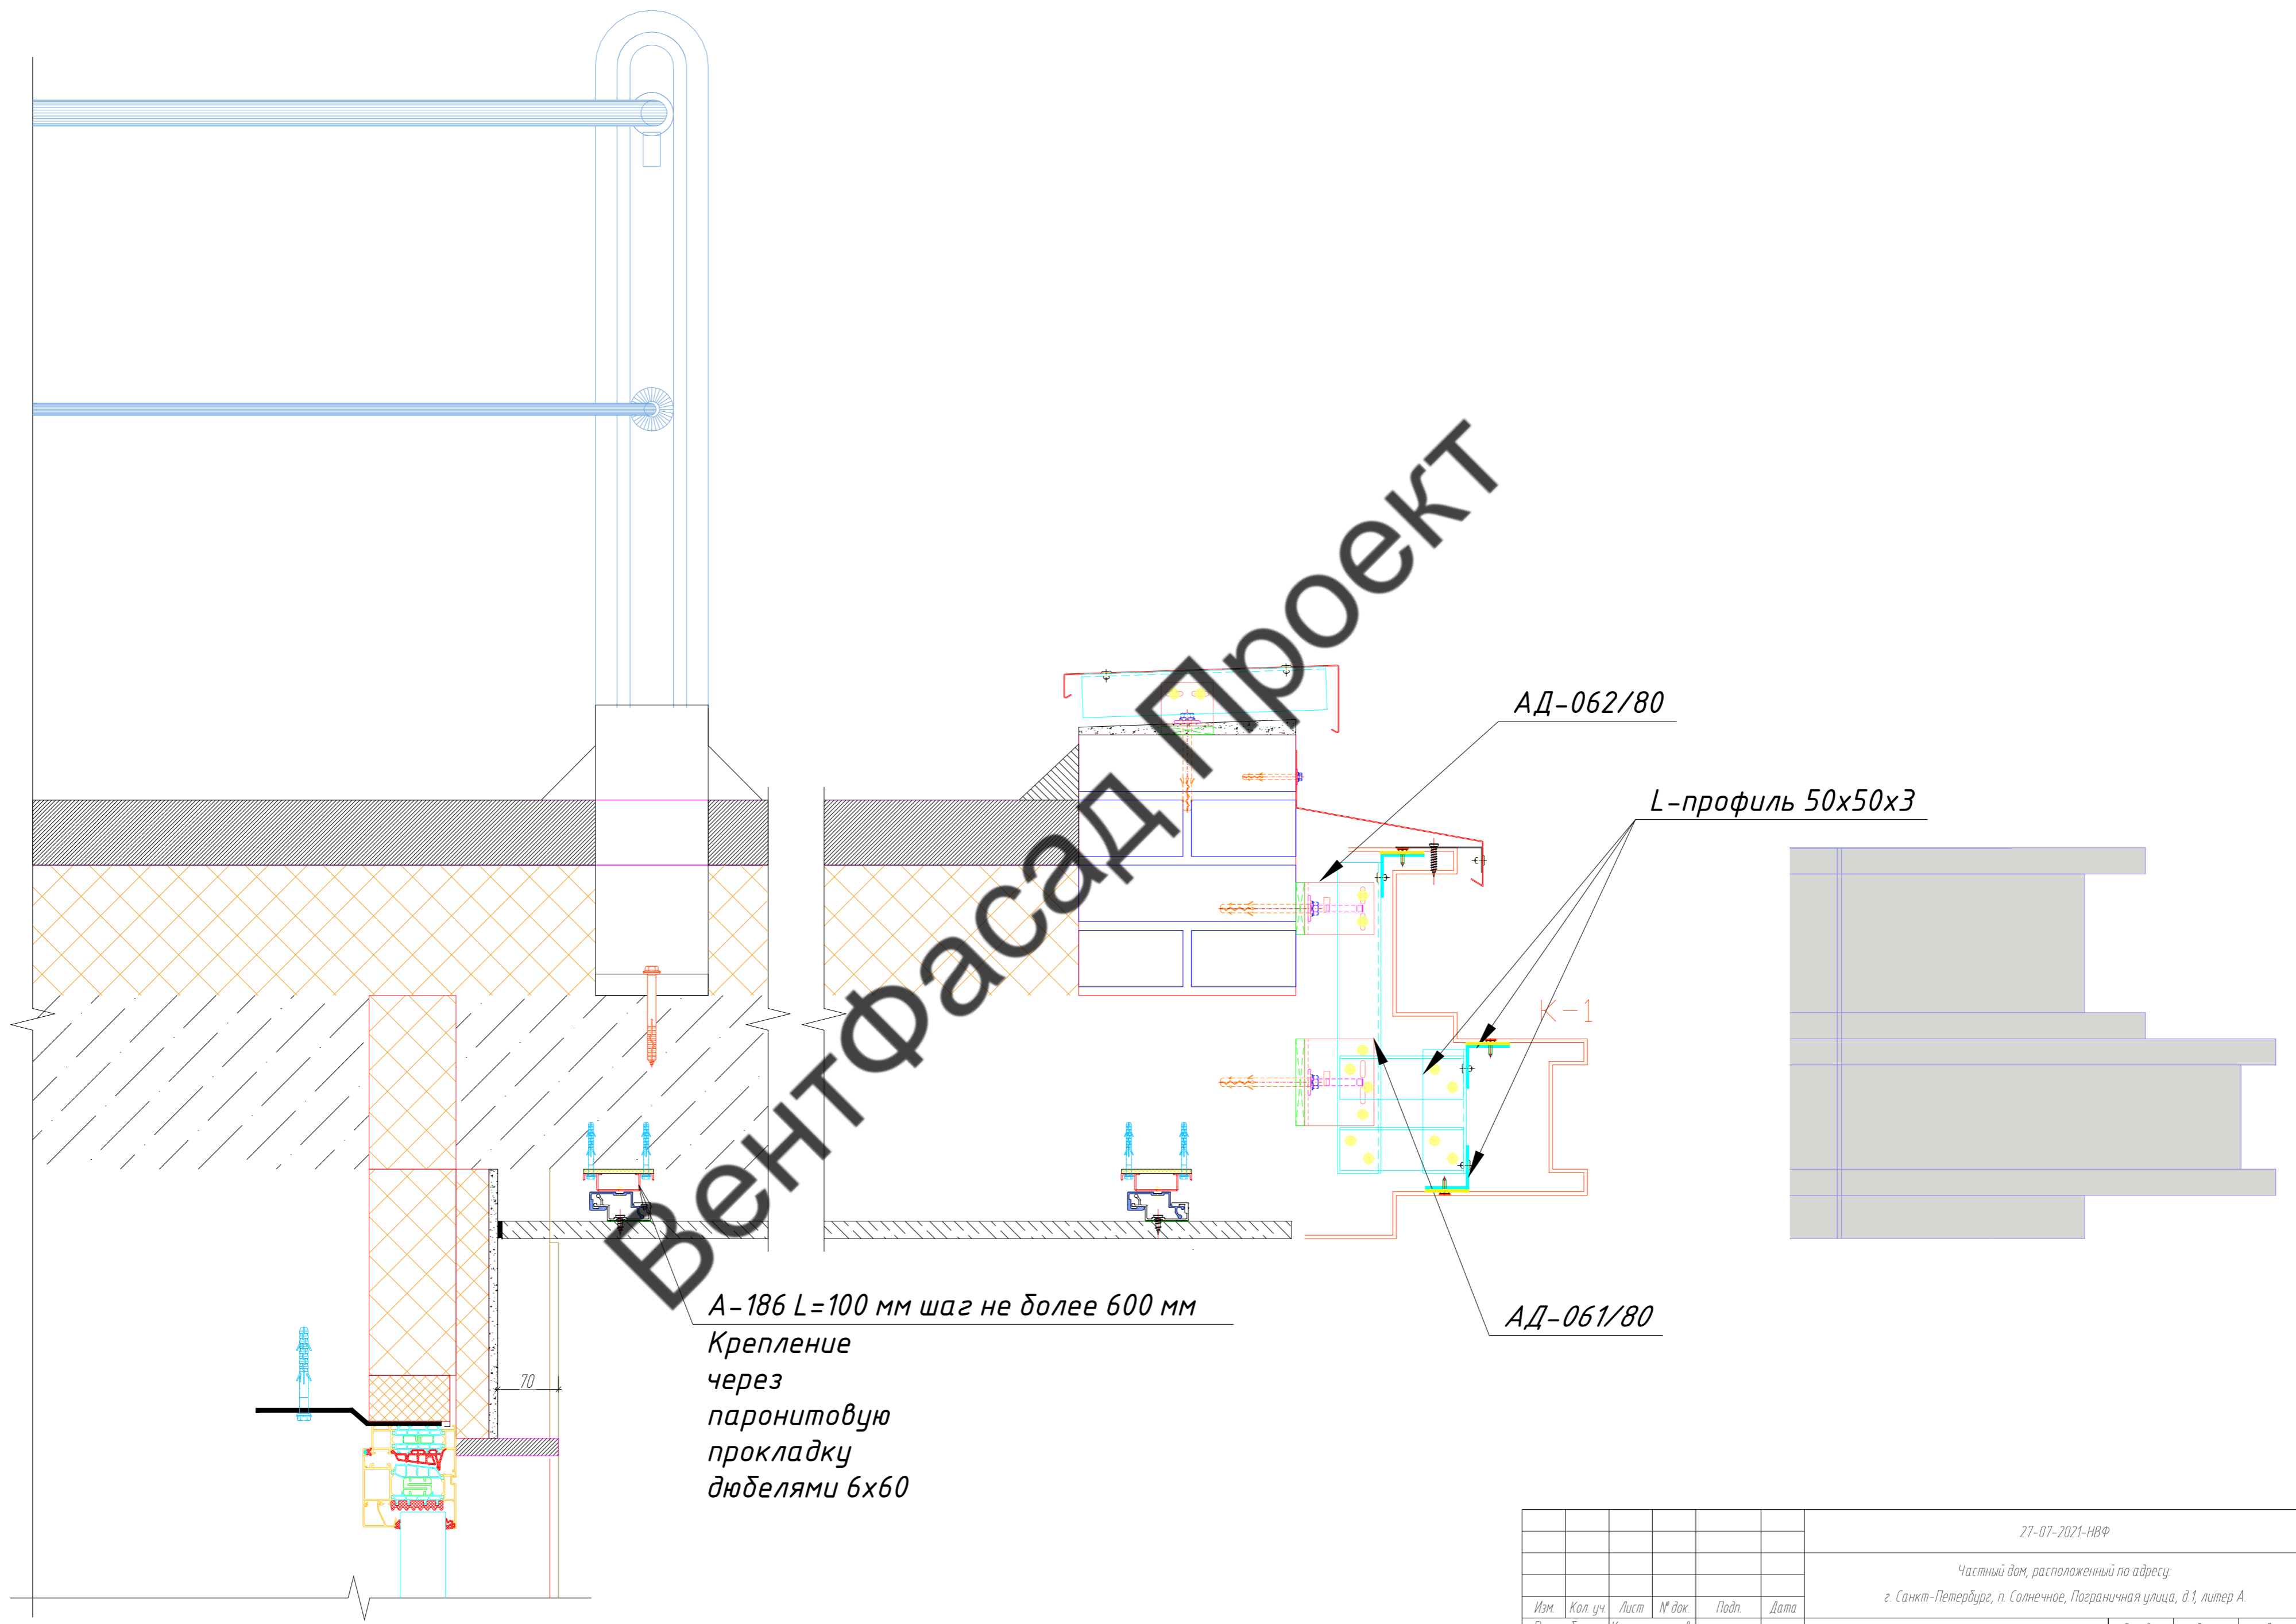 АД-062/80
L-профиль 50x50x3
К-1
ВентФасад Проект
АД-061/80
А-186 L=100 мм шаг не более 600 мм
Крепление
через
паронитовую
прокладку
дюбелями 6х60
70
27-07-2021-НВФ
Частный дом, расположенный по адресу:
г. Санкт-Петербург, п. Солнечное, Пограничная улица, д.1, литер А.
Изм. Кол. уч. Лист № док. Подп. Дата